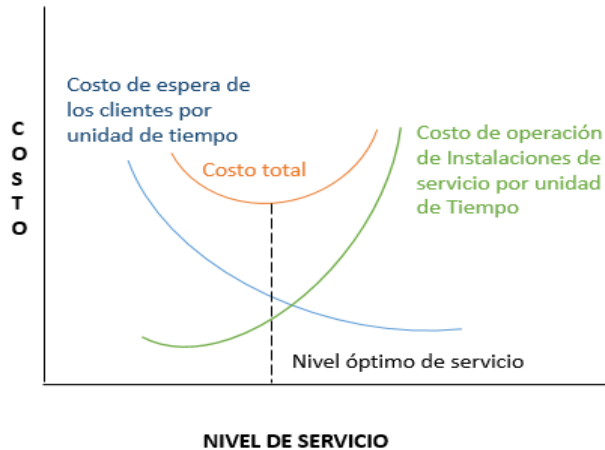 Costo de espera de
los clientes por
unidad de tiempo
Costo total
Costo de operación
de Instalaciones de
servicio por unidad
de Tiempo
COSTO
Nivel óptimo de servicio
NIVEL DE SERVICIO